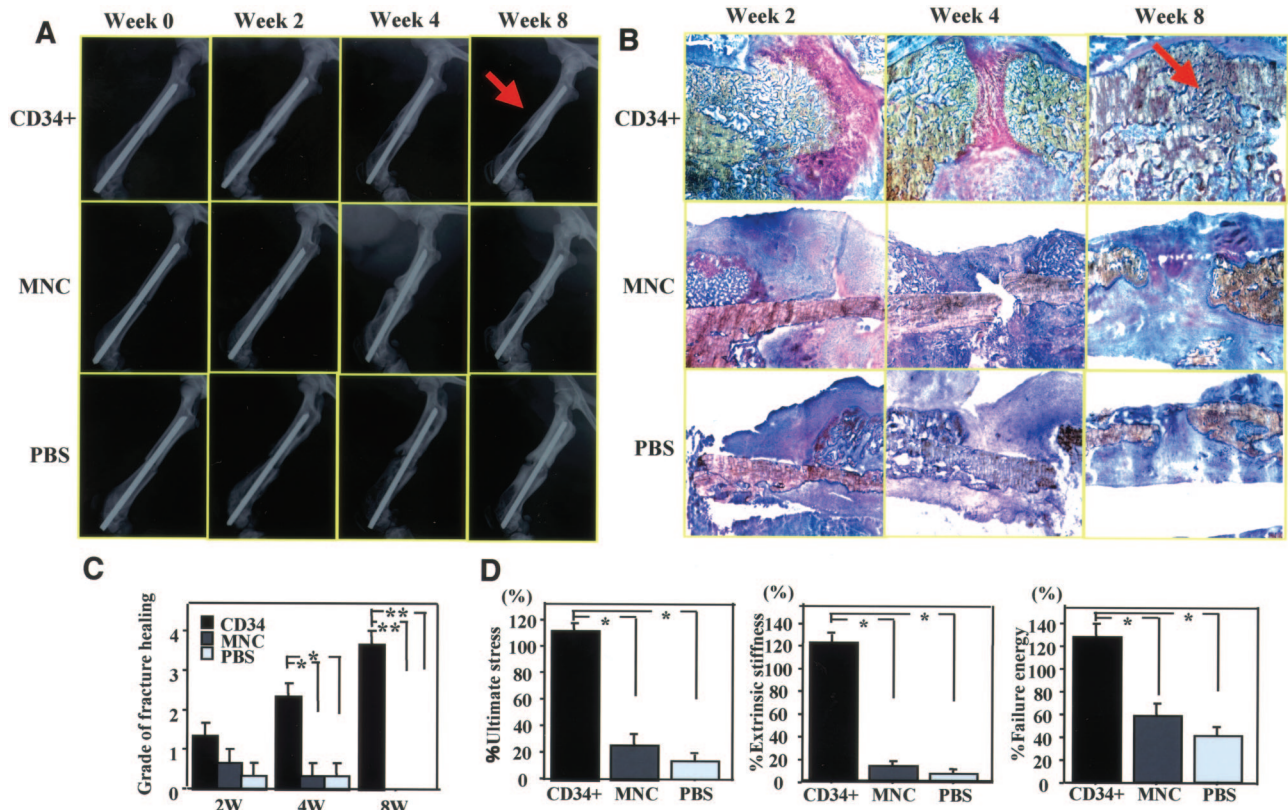 A
Week 0 Week 2 Week 4 Week 8
CD34+
MNC
PBS
B
Week 2 Week 4 Week 8
CD34+
MNC
PBS
C
Grade of fracture healing
4
3
2
1
0
CD34
MNC
PBS
* *
**
**
2W 4W 8W
D
(%)
%Ultimate stress
120
100
80
60
40
20
0
* *
CD34+ MNC PBS
(%)
%Extrinsic stiffness
140
120
100
80
60
40
20
0
* *
CD34+ MNC PBS
(%)
%Failure energy
140
120
100
80
60
40
20
0
* *
CD34+ MNC PBS